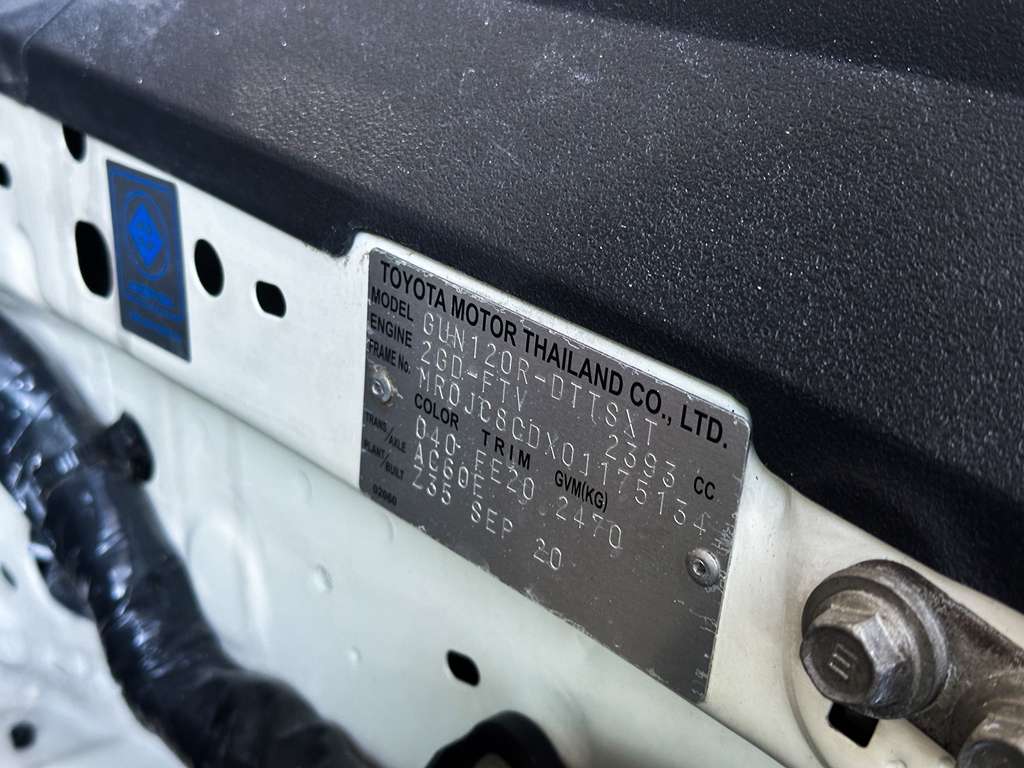 TOYOTA MOTOR THAILAND CO., LTD.
MODEL GUN120R-DTTSXT
ENGINE 2GD-FTV 2393 CC
FRAME No. MR0JC8CDX01175134
COLOR TRIM GVM(KG)
040 FE20 2470
TRANS/AXLE AC60E
PLANT/BUILT Z35 SEP 20
02060